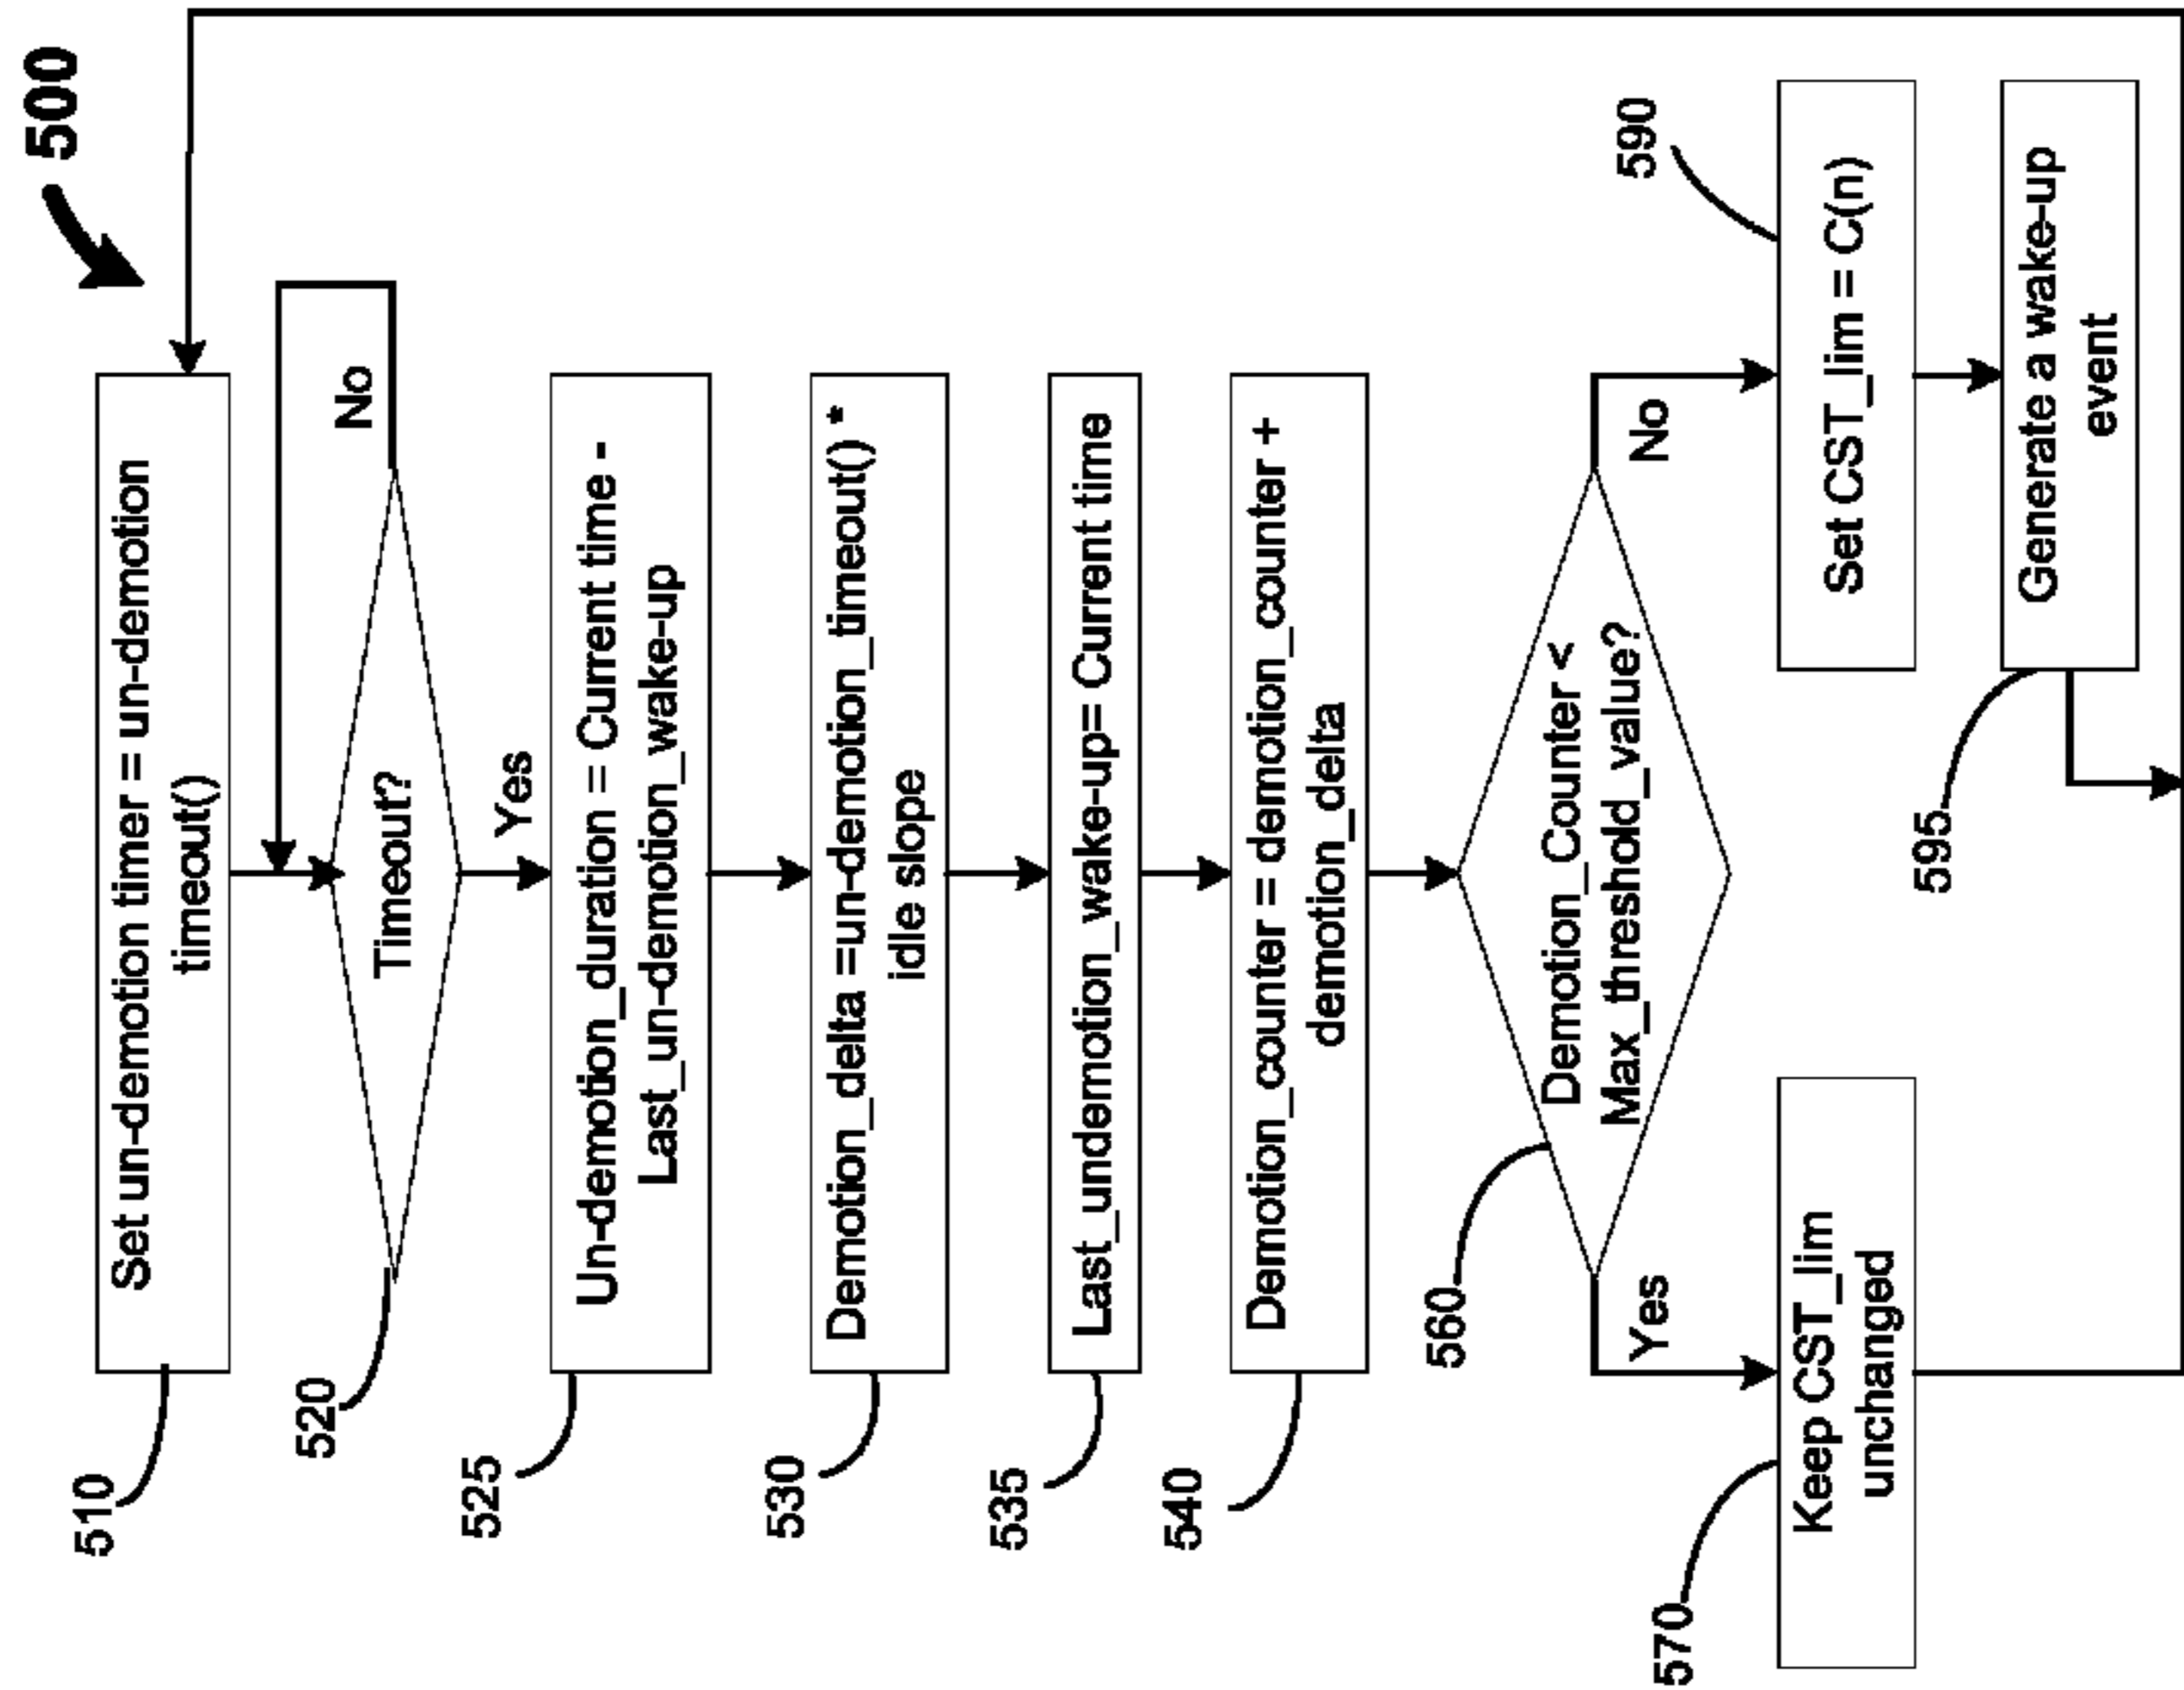 500
510
Set un-demotion timer = un-demotion
timeout()
520
Timeout?
No
Yes
525
Un-demotion_duration = Current time -
Last_un-demotion_wake-up
530
Demotion_delta =un-demotion_timeout() *
idle slope
535
Last_undemotion_wake-up= Current time
540
Demotion_counter = demotion_counter +
demotion_delta
560
Demotion_Counter <
Max_threshold_value?
Yes
No
570
Keep CST_lim
unchanged
590
Set CST_lim = C(n)
595
Generate a wake-up
event